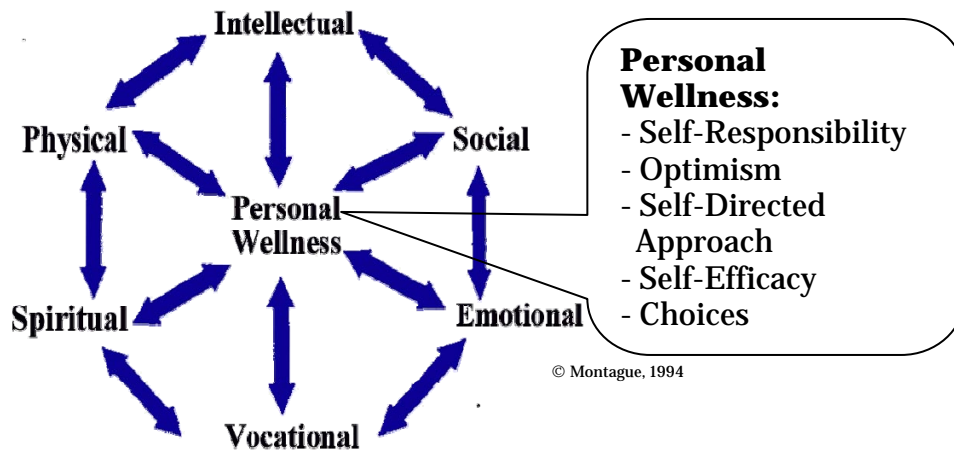 Intellectual
Physical
Social
Personal
Wellness
Spiritual
Emotional
Vocational
Personal
Wellness:
- Self-Responsibility
- Optimism
- Self-Directed
Approach
- Self-Efficacy
- Choices
© Montague, 1994